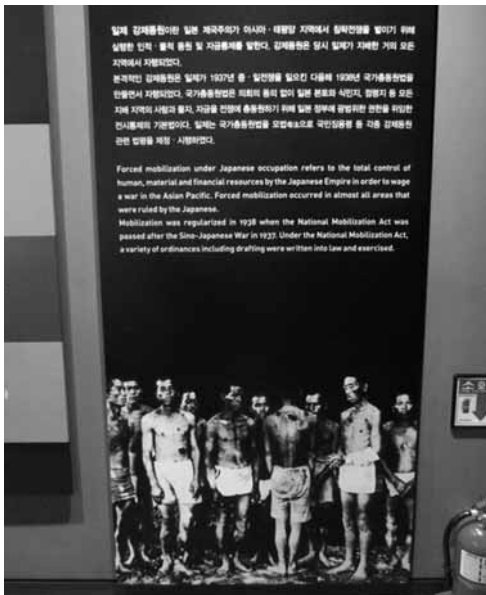 일제 강제동원이란 일본 제국주의가 아시아·태평양 지역에서 침략전쟁을 벌이기 위해
실행한 인적·물적 동원 및 자금통제를 말한다. 강제동원은 당시 일제가 지배한 거의 모든
지역에서 자행되었다.
본격적인 강제동원은 일제가 1937년 중·일전쟁을 일으킨 다음해 1938년 국가총동원법을
만들면서 자행되었다. 국가총동원법은 의회의 동의 없이 일본 본토와 식민지, 점령지 등 모든
지배 지역의 사람과 물자, 자금을 전쟁에 총동원하기 위해 일본 정부에 광범위한 권한을 위임한
전시통제의 기본법이다. 일제는 국가총동원법을 모법母法으로 국민징용령 등 각종 강제동원
관련 법령을 제정·시행하였다.
Forced mobilization under Japanese occupation refers to the total control of
human, material and financial resources by the Japanese Empire in order to wage
a war in the Asian Pacific. Forced mobilization occurred in almost all areas that
were ruled by the Japanese.
Mobilization was regularized in 1938 when the National Mobilization Act was
passed after the Sino-Japanese War in 1937. Under the National Mobilization Act,
a variety of ordinances including drafting were written into law and exercised.